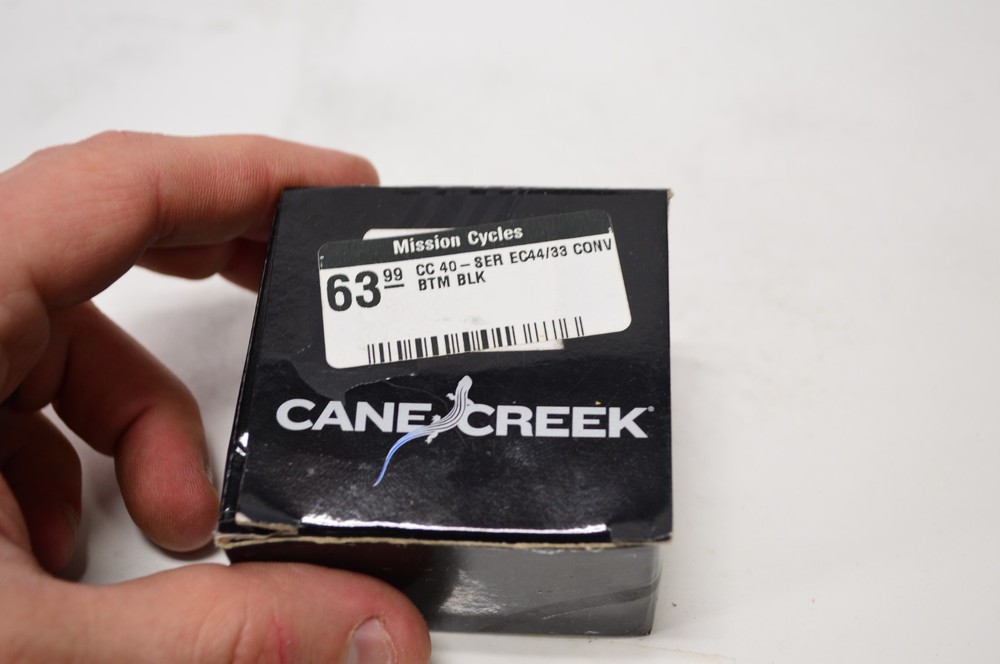 Mission Cycles
63.99 CC 40-SER EC44/33 CONV
BTM BLK
CANE CREEK®